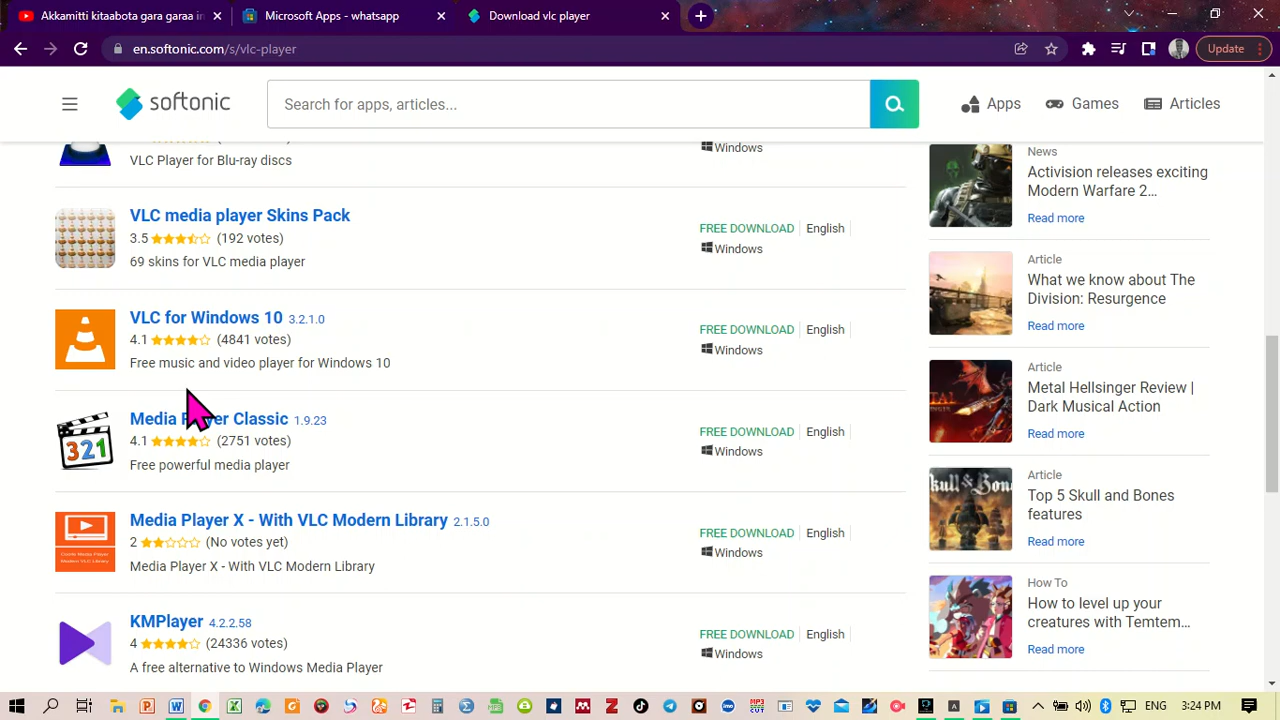 Akkamitti kitaabota dara garaa in
Microsoft Apps - whatsapp
Download vlc player
en.softonic.com/s/vlc-player
Update
softonic
Search for apps, articles...
Apps
Games
Articles
VLC Player for Blu-ray discs
Windows
VLC media player Skins Pack
3.5 (192 votes)
69 skins for VLC media player
FREE DOWNLOAD English
Windows
VLC for Windows 10 3.2.1.0
4.1 (4841 votes)
Free music and video player for Windows 10
FREE DOWNLOAD English
Windows
Media Player Classic 1.9.23
4.1 (2751 votes)
Free powerful media player
FREE DOWNLOAD English
Windows
Media Player X - With VLC Modern Library 2.1.5.0
2 (No votes yet)
Media Player X - With VLC Modern Library
FREE DOWNLOAD English
Windows
KMPlayer 4.2.2.58
4 (24336 votes)
A free alternative to Windows Media Player
FREE DOWNLOAD English
Windows
News
Activision releases exciting
Modern Warfare 2...
Read more
Article
What we know about The
Division: Resurgence
Read more
Article
Metal Hellsinger Review |
Dark Musical Action
Read more
Article
Top 5 Skull and Bones
features
Read more
How To
How to level up your
creatures with Temtem...
Read more
321
ENG 3:24 PM